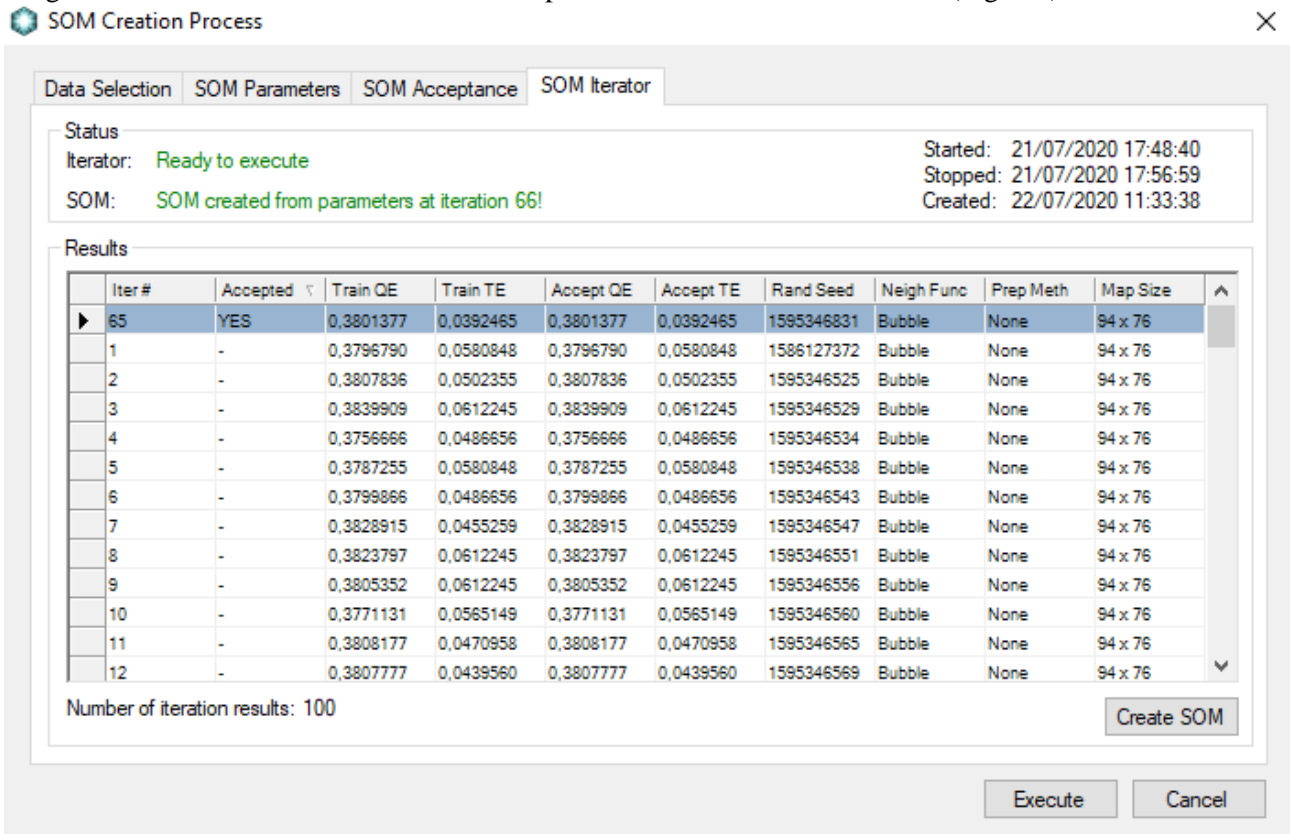 SOM Creation Process
Data Selection SOM Parameters SOM Acceptance SOM Iterator
Status
Iterator: Ready to execute
SOM: SOM created from parameters at iteration 66!
Started: 21/07/2020 17:48:40
Stopped: 21/07/2020 17:56:59
Created: 22/07/2020 11:33:38
Results
Iter # Accepted Train QE Train TE Accept QE Accept TE Rand Seed Neigh Func Prep Meth Map Size
65 YES 0,3801377 0,0392465 0,3801377 0,0392465 1595346831 Bubble None 94 x 76
1 - 0,3796790 0,0580848 0,3796790 0,0580848 1586127372 Bubble None 94 x 76
2 - 0,3807836 0,0502355 0,3807836 0,0502355 1595346525 Bubble None 94 x 76
3 - 0,3839909 0,0612245 0,3839909 0,0612245 1595346529 Bubble None 94 x 76
4 - 0,3756666 0,0486656 0,3756666 0,0486656 1595346534 Bubble None 94 x 76
5 - 0,3787255 0,0580848 0,3787255 0,0580848 1595346538 Bubble None 94 x 76
6 - 0,3799866 0,0486656 0,3799866 0,0486656 1595346543 Bubble None 94 x 76
7 - 0,3828915 0,0455259 0,3828915 0,0455259 1595346547 Bubble None 94 x 76
8 - 0,3823797 0,0612245 0,3823797 0,0612245 1595346551 Bubble None 94 x 76
9 - 0,3805352 0,0612245 0,3805352 0,0612245 1595346556 Bubble None 94 x 76
10 - 0,3771131 0,0565149 0,3771131 0,0565149 1595346560 Bubble None 94 x 76
11 - 0,3808177 0,0470958 0,3808177 0,0470958 1595346565 Bubble None 94 x 76
12 - 0,3807777 0,0439560 0,3807777 0,0439560 1595346569 Bubble None 94 x 76
Number of iteration results: 100
Create SOM
Execute Cancel